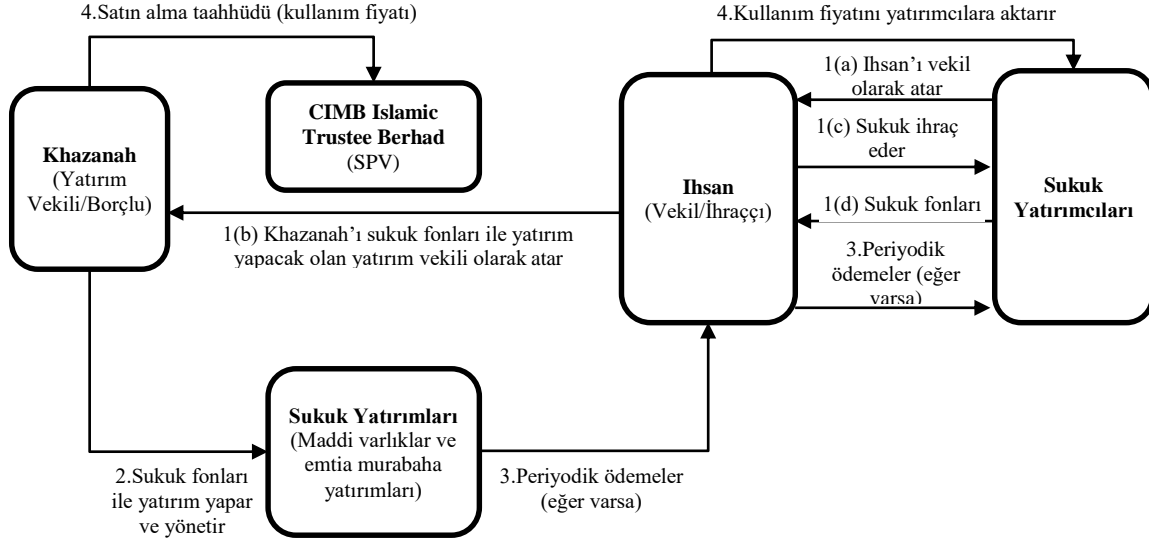 4.Satın alma taahhüdü (kullanım fiyatı)
4.Kullanım fiyatını yatırımcılara aktarır
Khazanah
(Yatırım
Vekili/Borçlu)
CIMB Islamic
Trustee Berhad
(SPV)
Ihsan
(Vekil/İhraççı)
1(a) Ihsan’ı vekil
olarak atar
1(c) Sukuk ihraç
eder
1(d) Sukuk fonları
3.Periyodik
ödemeler (eğer
varsa)
Sukuk
Yatırımcıları
1(b) Khazanah’ı sukuk fonları ile yatırım
yapacak olan yatırım vekili olarak atar
Sukuk Yatırımları
(Maddi varlıklar ve
emtia murabaha
yatırımları)
2.Sukuk fonları
ile yatırım yapar
ve yönetir
3.Periyodik ödemeler
(eğer varsa)